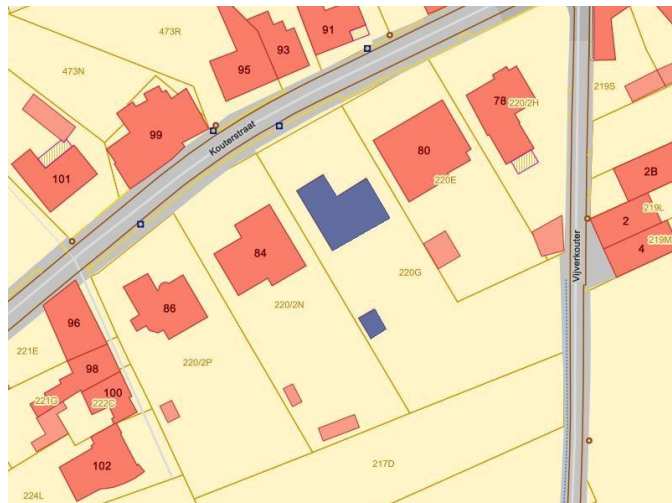 473R
91
93
473N
95
78
220/2H
219S
99
Kouterstraat
80
101
220E
2B
219L
2
219M
84
4
220G
Vijverkouter
86
220/2N
96
221E
220/2P
98
100
221G
222C
102
217D
224L